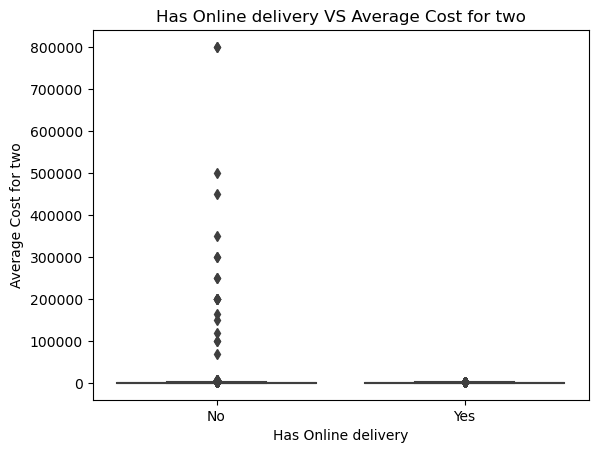 Has Online delivery VS Average Cost for two
800000
700000
600000
500000
400000
300000
200000
100000
0
Average Cost for two
No Yes
Has Online delivery